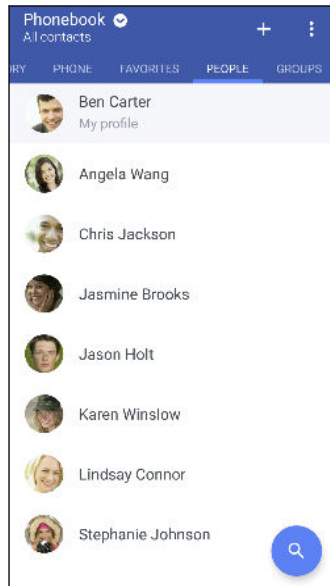 Phonebook
All contacts
RY PHONE FAVORITES PEOPLE GROUPS
Ben Carter
My profile
Angela Wang
Chris Jackson
Jasmine Brooks
Jason Holt
Karen Winslow
Lindsay Connor
Stephanie Johnson